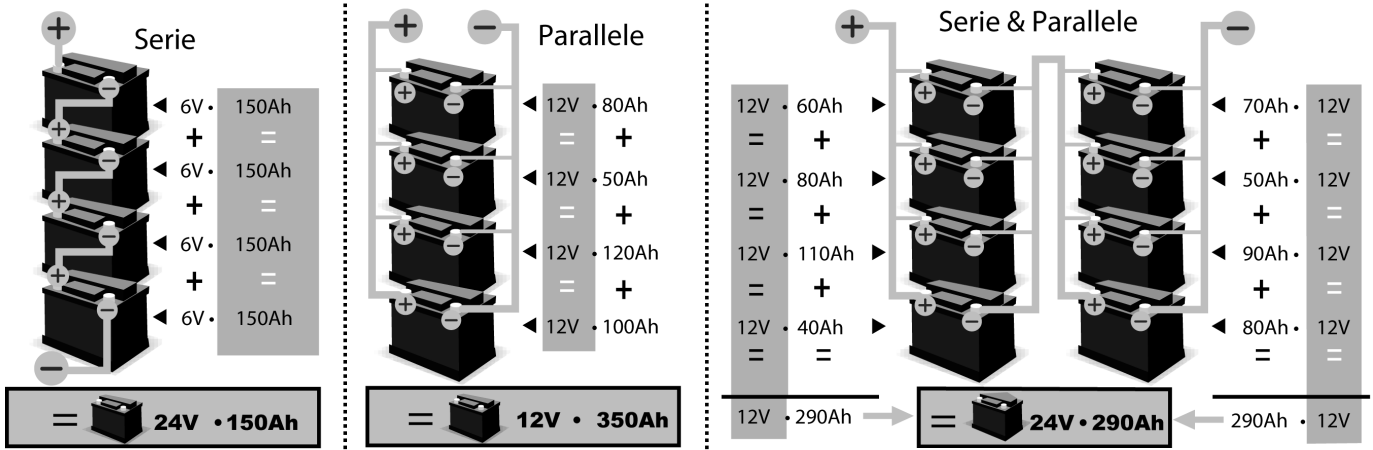 Serie
+
6V · 150Ah
+ =
6V · 150Ah
+ =
6V · 150Ah
+ =
6V · 150Ah
−
= 24V · 150Ah
Parallele
+ −
12V · 80Ah
= +
12V · 50Ah
= +
12V · 120Ah
= +
12V · 100Ah
= 12V · 350Ah
Serie & Parallele
+ −
12V · 60Ah
= +
12V · 80Ah
= +
12V · 110Ah
= +
12V · 40Ah
= =
12V · 290Ah
70Ah · 12V
+ =
50Ah · 12V
+ =
90Ah · 12V
+ =
80Ah · 12V
= =
290Ah · 12V
= 24V · 290Ah